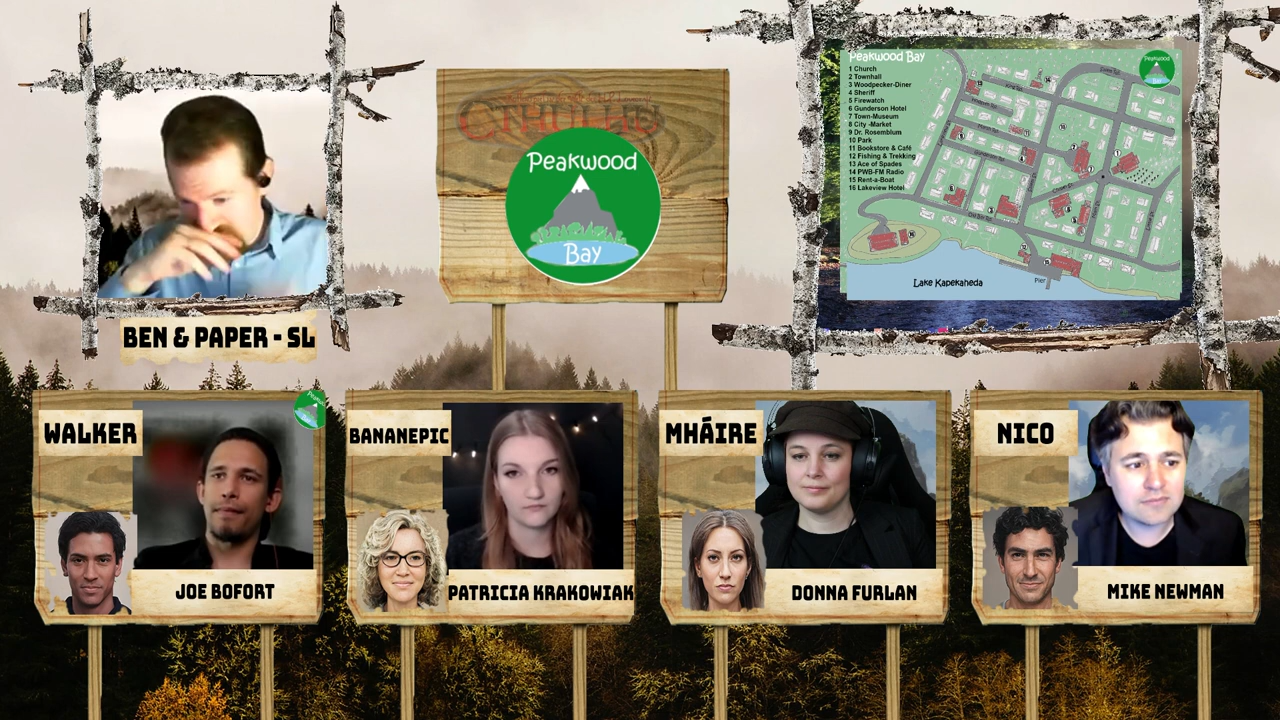 CTHULHU
Peakwood
Bay
BEN & PAPER - SL
Peakwood Bay
1 Church
2 Townhall
3 Woodpecker-Diner
4 Sheriff
5 Firewatch
6 Gunderson Hotel
7 Town-Museum
8 City -Market
9 Dr. Rosemblum
10 Park
11 Bookstore & Café
12 Fishing & Trekking
13 Ace of Spades
14 PWB-FM Radio
15 Rent-a-Boat
16 Lakeview Hotel
Lake Kapekaheda
Pier
WALKER
JOE BOFORT
BANANEPIC
PATRICIA KRAKOWIAK
MHÁIRE
DONNA FURLAN
NICO
MIKE NEWMAN